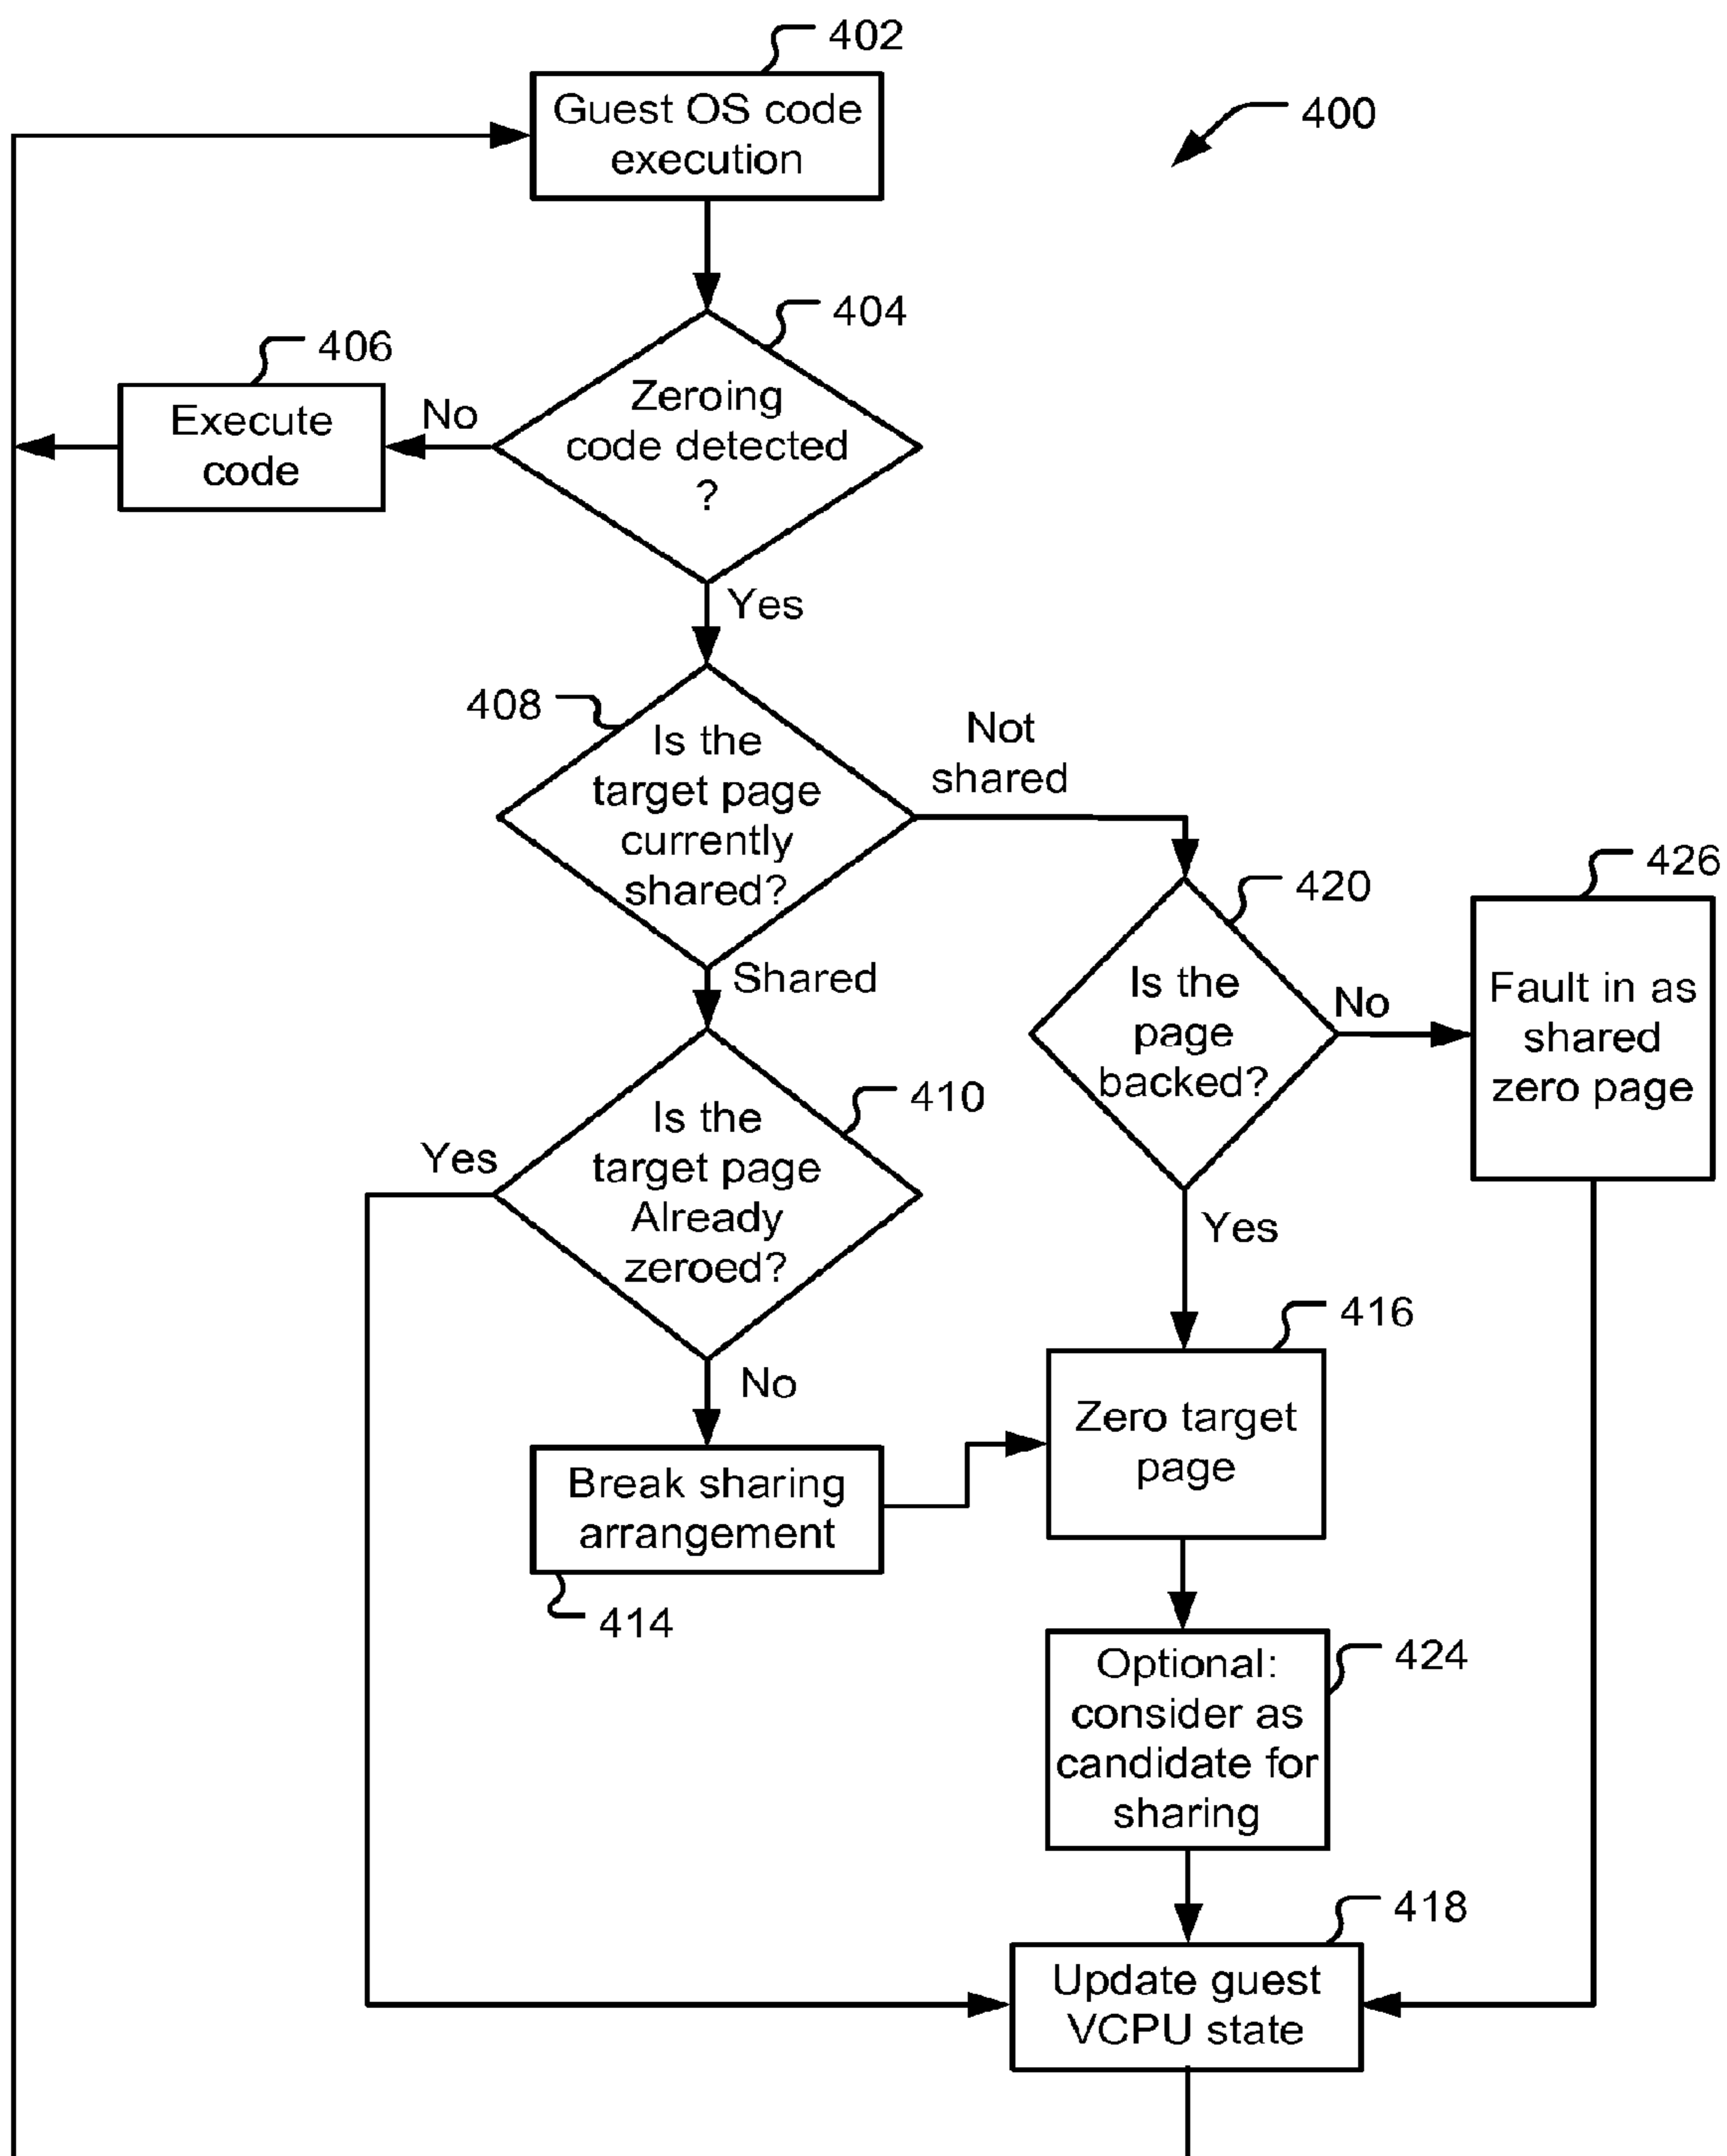 402
Guest OS code
execution
400
404
Zeroing
code detected
?
406
Execute
code
No
Yes
408
Is the
target page
currently
shared?
Not
shared
Shared
420
Is the
page
backed?
No
426
Fault in as
shared
zero page
Yes
410
Is the
target page
Already
zeroed?
Yes
No
414
Break sharing
arrangement
416
Zero target
page
424
Optional:
consider as
candidate for
sharing
418
Update guest
VCPU state